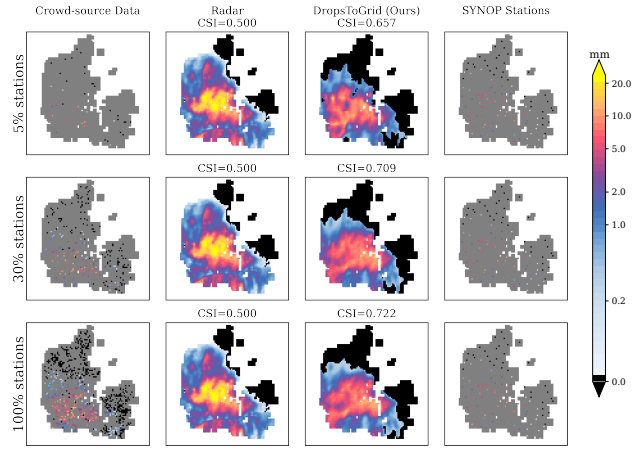 Crowd-source Data
Radar
CSI=0.500
DropsToGrid (Ours)
CSI=0.657
SYNOP Stations
5% stations
CSI=0.500
CSI=0.709
30% stations
CSI=0.500
CSI=0.722
100% stations
mm
20.0
10.0
5.0
2.0
1.0
0.2
0.0